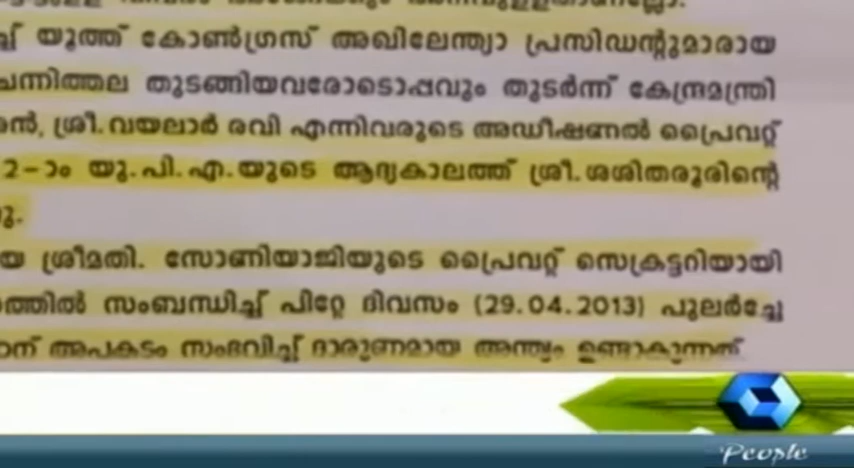 യൂത്ത് കോൺഗ്രസ് അഖിലേന്ത്യാ പ്രസിഡന്റുമാരായ
ചെന്നിത്തല തുടങ്ങിയവരോടൊപ്പവും തുടർന്ന് കേന്ദ്രമന്ത്രി
ശ്രീ.വയലാർ രവി എന്നിവരുടെ അഡീഷണൽ പ്രൈവറ്റ്
2-ാം യു.പി.എ.യുടെ ആദ്യകാലത്ത് ശ്രീ.ശശിതരൂരിന്റെ
ശ്രീമതി. സോണിയാജിയുടെ പ്രൈവറ്റ് സെക്രട്ടറിയായി
സംബന്ധിച്ച് പിറ്റേ ദിവസം (29.04.2013) പുലർച്ചേ
അപകടം സംഭവിച്ച് ദാരുണമായ അന്ത്യം ഉണ്ടാകുന്നത്
People